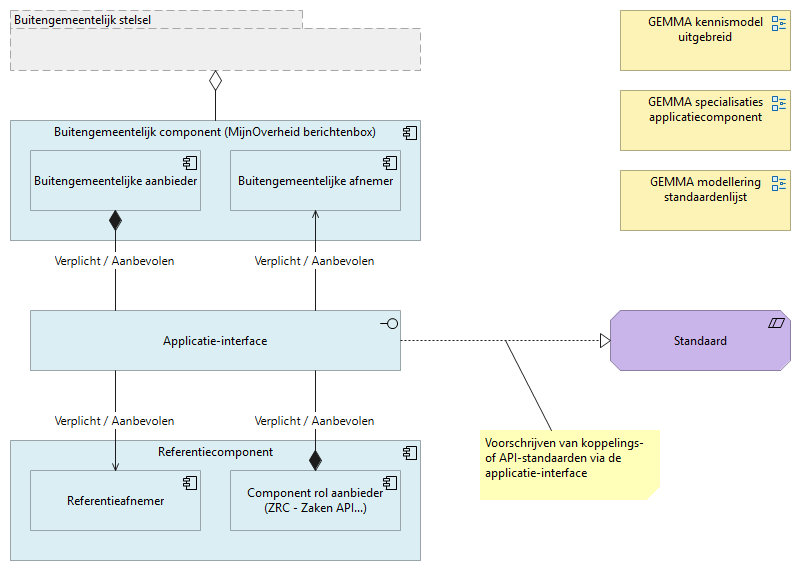 Buitengemeentelijk stelsel
GEMMA kennismodel
uitgebreid
GEMMA specialisaties
applicatiecomponent
GEMMA modellering
standaardenlijst
Buitengemeentelijk component (MijnOverheid berichtenbox)
Buitengemeentelijke aanbieder
Buitengemeentelijke afnemer
Verplicht / Aanbevolen
Verplicht / Aanbevolen
Applicatie-interface
Standaard
Verplicht / Aanbevolen
Verplicht / Aanbevolen
Voorschrijven van koppelings-
of API-standaarden via de
applicatie-interface
Referentiecomponent
Referentieafnemer
Component rol aanbieder
(ZRC - Zaken API...)